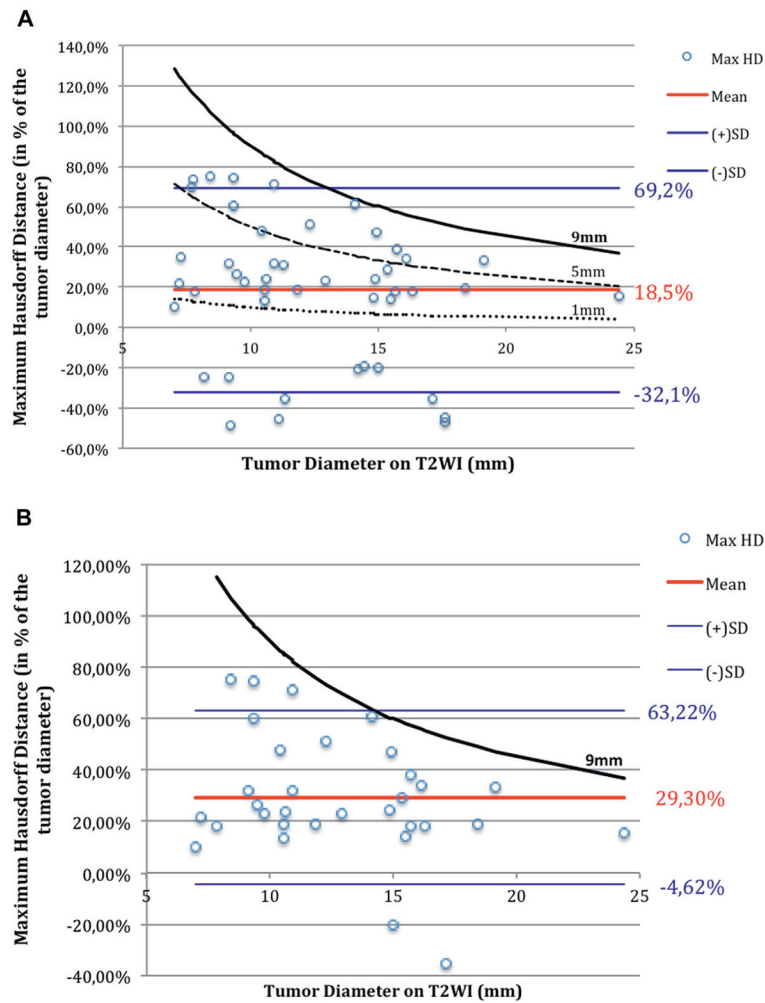 A
Maximum Hausdorff Distance (in % of the
tumor diameter)
140,0%
120,0%
100,0%
80,0%
60,0%
40,0%
20,0%
0,0%
-20,0%
-40,0%
-60,0%
5
10
15
20
25
Tumor Diameter on T2WI (mm)
Max HD
Mean
(+)SD
(-)SD
69,2%
9mm
5mm
18,5%
1mm
-32,1%
B
Maximum Hausdorff Distance (in % of the
tumor diameter)
120,00%
100,00%
80,00%
60,00%
40,00%
20,00%
0,00%
-20,00%
-40,00%
5
10
15
20
25
Tumor Diameter on T2WI (mm)
Max HD
Mean
(+)SD
(-)SD
63,22%
9mm
29,30%
-4,62%